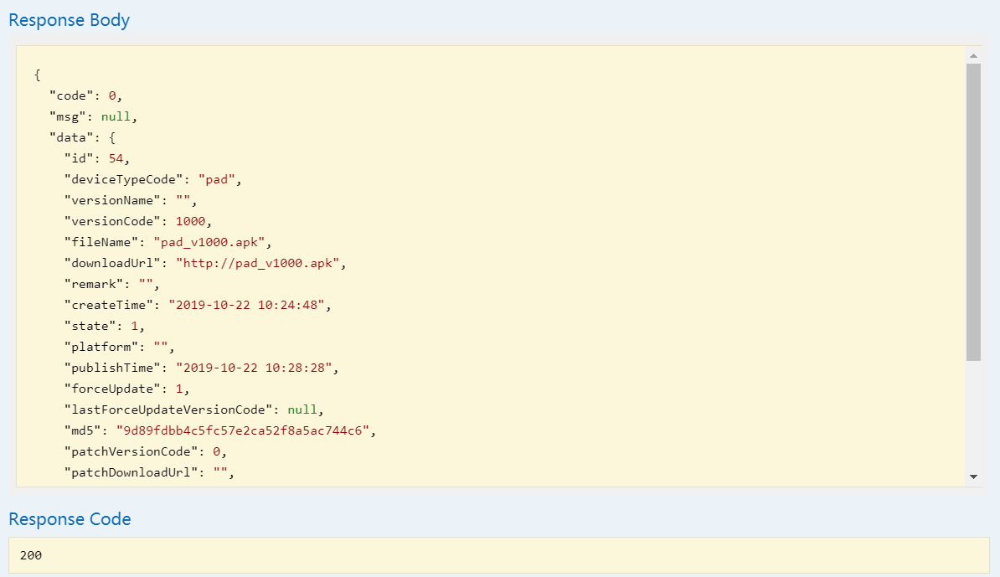 Response Body
{
"code": 0,
"msg": null,
"data": {
"id": 54,
"deviceTypeCode": "pad",
"versionName": "",
"versionCode": 1000,
"fileName": "pad_v1000.apk",
"downloadUrl": "http://pad_v1000.apk",
"remark": "",
"createTime": "2019-10-22 10:24:48",
"state": 1,
"platform": "",
"publishTime": "2019-10-22 10:28:28",
"forceUpdate": 1,
"lastForceUpdateVersionCode": null,
"md5": "9d89fdbb4c5fc57e2ca52f8a5ac744c6",
"patchVersionCode": 0,
"patchDownloadUrl": "",
Response Code
200